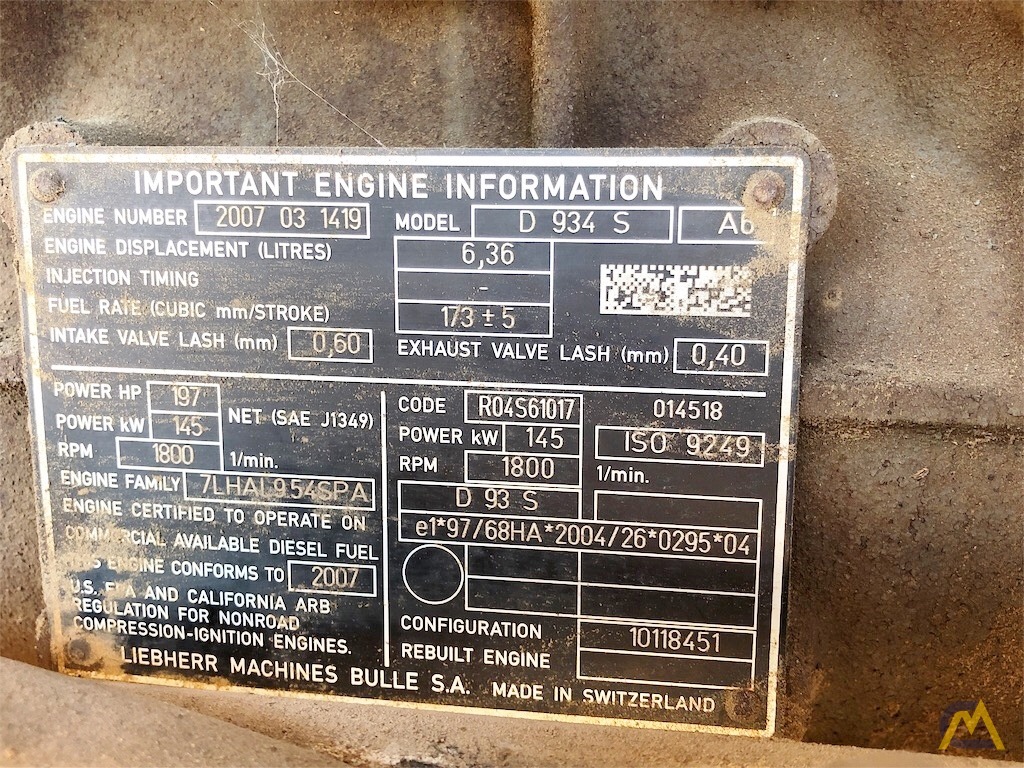 IMPORTANT ENGINE INFORMATION
ENGINE NUMBER 2007 03 1419 MODEL D 934 S A6
ENGINE DISPLACEMENT (LITRES) 6,36
INJECTION TIMING -
FUEL RATE (CUBIC mm/STROKE) 173 ± 5
INTAKE VALVE LASH (mm) 0,60 EXHAUST VALVE LASH (mm) 0,40
POWER HP 197
POWER kW 145 NET (SAE J1349)
RPM 1800 1/min.
ENGINE FAMILY 7LHAL9.54SPA
ENGINE CERTIFIED TO OPERATE ON
COMMERCIAL AVAILABLE DIESEL FUEL
THIS ENGINE CONFORMS TO 2007
U.S. EPA AND CALIFORNIA ARB
REGULATION FOR NONROAD
COMPRESSION-IGNITION ENGINES.
CODE R04S61017 014518
POWER kW 145 ISO 9249
RPM 1800 1/min.
D 93 S
e1*97/68HA*2004/26*0295*04
CONFIGURATION 10118451
REBUILT ENGINE
LIEBHERR MACHINES BULLE S.A. MADE IN SWITZERLAND